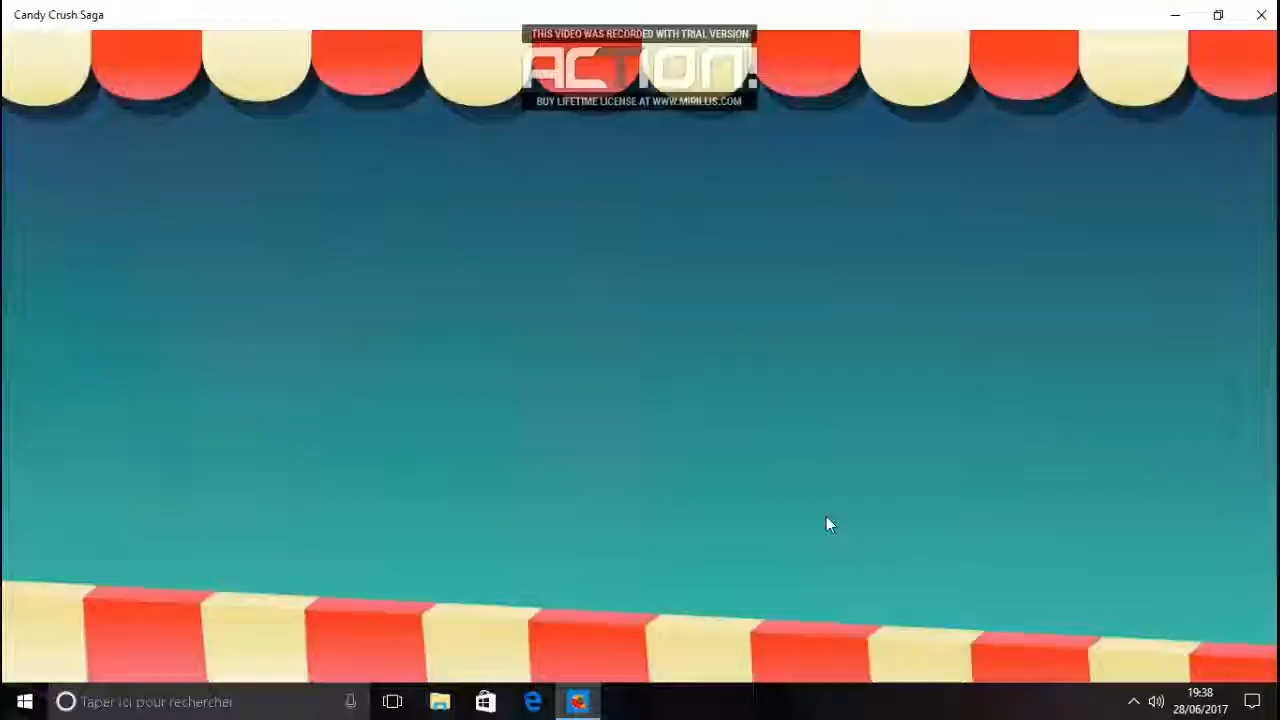 Candy Crush Saga
THIS VIDEO WAS RECORDED WITH TRIAL VERSION
ACTION!
BUY LIFETIME LICENSE AT WWW.MIRILLIS.COM
Taper ici pour rechercher
19:38
28/06/2017